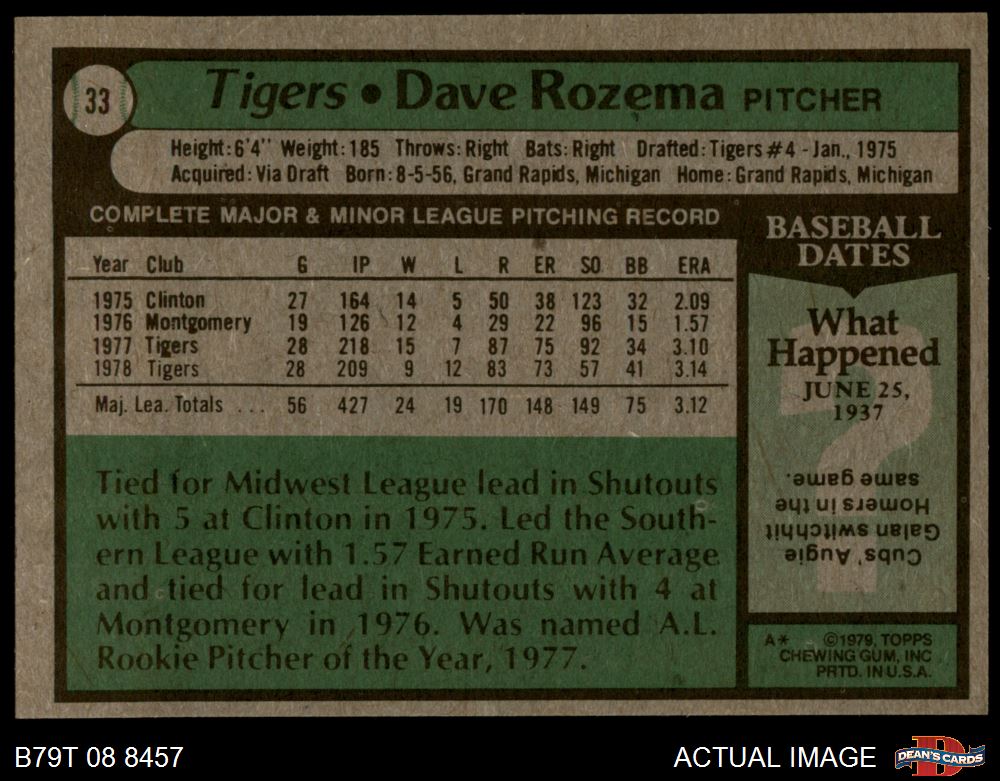 33
Tigers • Dave Rozema PITCHER
Height: 6'4" Weight: 185 Throws: Right Bats: Right Drafted: Tigers #4 - Jan., 1975
Acquired: Via Draft Born: 8-5-56, Grand Rapids, Michigan Home: Grand Rapids, Michigan
COMPLETE MAJOR & MINOR LEAGUE PITCHING RECORD
Year Club G IP W L R ER SO BB ERA
1975 Clinton 27 164 14 5 50 38 123 32 2.09
1976 Montgomery 19 126 12 4 29 22 96 15 1.57
1977 Tigers 28 218 15 7 87 75 92 34 3.10
1978 Tigers 28 209 9 12 83 73 57 41 3.14
Maj. Lea. Totals ... 56 427 24 19 170 148 149 75 3.12
Tied for Midwest League lead in Shutouts
with 5 at Clinton in 1975. Led the South-
ern League with 1.57 Earned Run Average
and tied for lead in Shutouts with 4 at
Montgomery in 1976. Was named A.L.
Rookie Pitcher of the Year, 1977.
BASEBALL
DATES
What
Happened
JUNE 25,
1937
?
Cubs' Augie
Galan switchhit
Homers in the
same game.
A* ©1979, TOPPS
CHEWING GUM, INC
PRTD. IN U.S.A.
B79T 08 8457
ACTUAL IMAGE
D
DEAN'S CARDS